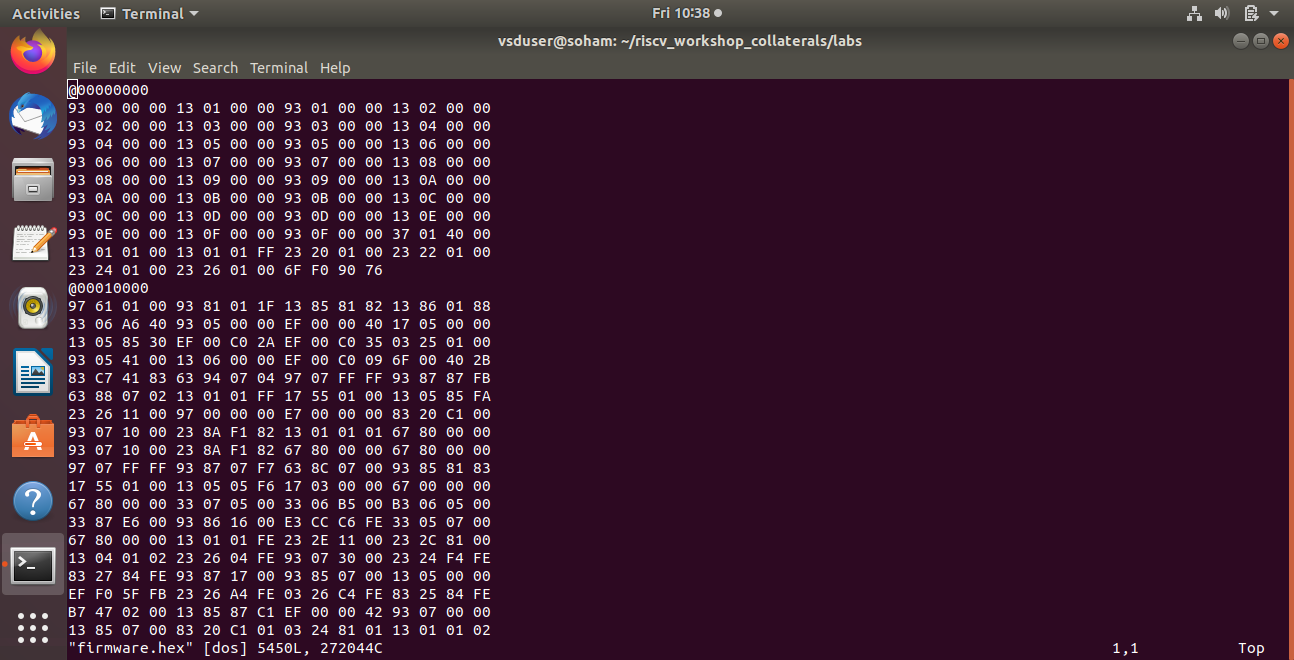 Activities
Terminal
Fri 10:38
vsduser@soham: ~/riscv_workshop_collaterals/labs
File Edit View Search Terminal Help
@00000000
93 00 00 00 13 01 00 00 93 01 00 00 13 02 00 00
93 02 00 00 13 03 00 00 93 03 00 00 13 04 00 00
93 04 00 00 13 05 00 00 93 05 00 00 13 06 00 00
93 06 00 00 13 07 00 00 93 07 00 00 13 08 00 00
93 08 00 00 13 09 00 00 93 09 00 00 13 0A 00 00
93 0A 00 00 13 0B 00 00 93 0B 00 00 13 0C 00 00
93 0C 00 00 13 0D 00 00 93 0D 00 00 13 0E 00 00
93 0E 00 00 13 0F 00 00 93 0F 00 00 37 01 40 00
13 01 01 00 13 01 01 FF 23 20 01 00 23 22 01 00
23 24 01 00 23 26 01 00 6F F0 90 76
@00010000
97 61 01 00 93 81 01 1F 13 85 81 82 13 86 01 88
33 06 A6 40 93 05 00 00 EF 00 00 40 17 05 00 00
13 05 85 30 EF 00 C0 2A EF 00 C0 35 03 25 01 00
93 05 41 00 13 06 00 00 EF 00 C0 09 6F 00 40 2B
83 C7 41 83 63 94 07 04 97 07 FF FF 93 87 87 FB
63 88 07 02 13 01 01 FF 17 55 01 00 13 05 85 FA
23 26 11 00 97 00 00 00 E7 00 00 00 83 20 C1 00
93 07 10 00 23 8A F1 82 13 01 01 01 67 80 00 00
93 07 10 00 23 8A F1 82 67 80 00 00 67 80 00 00
97 07 FF FF 93 87 07 F7 63 8C 07 00 93 85 81 83
17 55 01 00 13 05 05 F6 17 03 00 00 67 00 00 00
67 80 00 00 33 07 05 00 33 06 B5 00 B3 06 05 00
33 87 E6 00 93 86 16 00 E3 CC C6 FE 33 05 07 00
67 80 00 00 13 01 01 FE 23 2E 11 00 23 2C 81 00
13 04 01 02 23 26 04 FE 93 07 30 00 23 24 F4 FE
83 27 84 FE 93 87 17 00 93 85 07 00 13 05 00 00
EF F0 5F FB 23 26 A4 FE 03 26 C4 FE 83 25 84 FE
B7 47 02 00 13 85 87 C1 EF 00 00 42 93 07 00 00
13 85 07 00 83 20 C1 01 03 24 81 01 13 01 01 02
"firmware.hex" [dos] 5450L, 272044C 1,1 Top